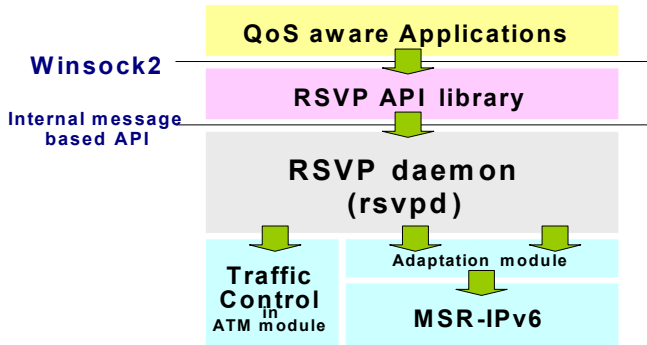 QoS aware Applications
Winsock2
RSVP API library
Internal message
based API
RSVP daemon
(rsvpd)
Traffic
Control
in
ATM module
Adaptation module
MSR-IPv6